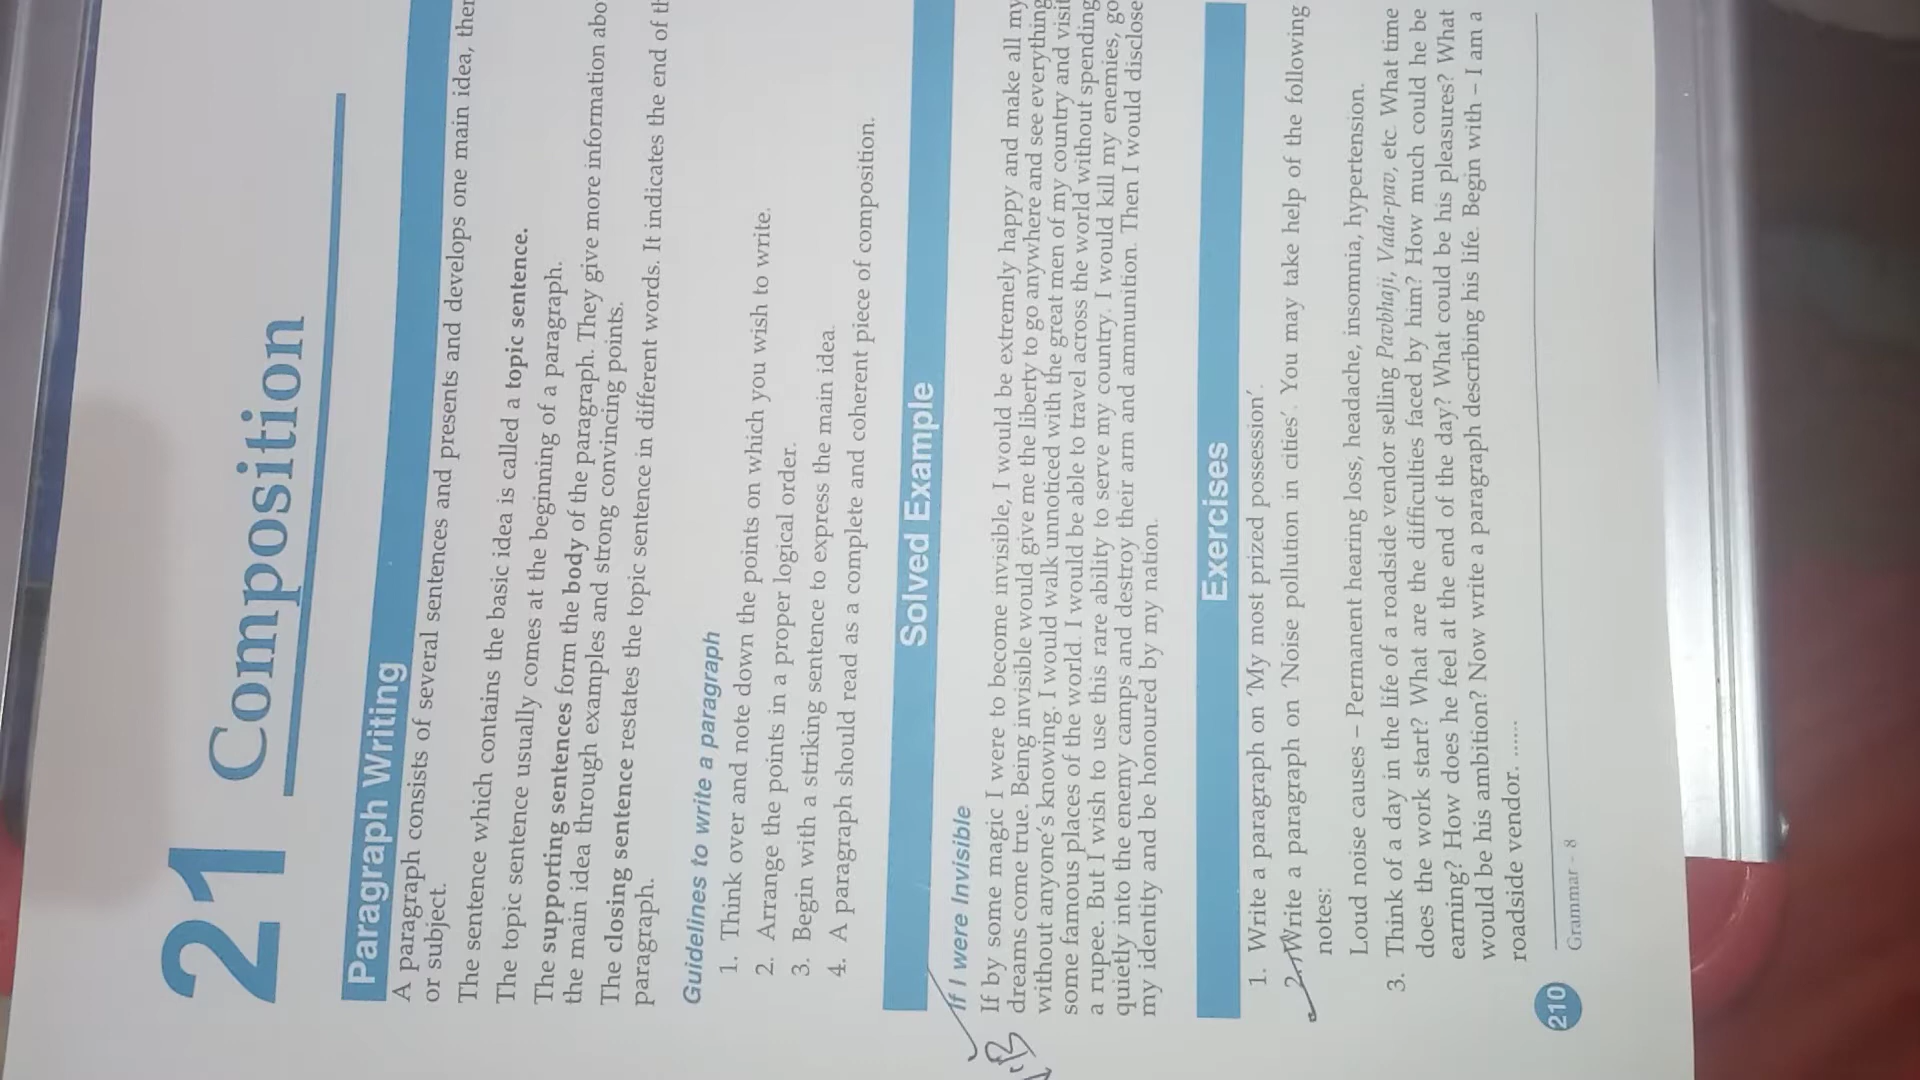 21 Composition
Paragraph Writing
A paragraph consists of several sentences and presents and develops one main idea,
or subject.
The sentence which contains the basic idea is called a topic sentence.
The topic sentence usually comes at the beginning of a paragraph.
The supporting sentences form the body of the paragraph. They give more information
the main idea through examples and strong convincing points.
The closing sentence restates the topic sentence in different words. It indicates the end of
paragraph.
Guidelines to write a paragraph
1. Think over and note down the points on which you wish to write.
2. Arrange the points in a proper logical order.
3. Begin with a striking sentence to express the main idea.
4. A paragraph should read as a complete and coherent piece of composition.
Solved Example
If I were Invisible
If by some magic I were to become invisible, I would be extremely happy and make all my
dreams come true. Being invisible would give me the liberty to go anywhere and see everything
without anyone's knowing. I would walk unnoticed with the great men of my country and visit
some famous places of the world. I would be able to travel across the world without spending
a rupee. But I wish to use this rare ability to serve my country. I would kill my enemies, go
quietly into the enemy camps and destroy their arm and ammunition. Then I would disclose
my identity and be honoured by my nation.
Exercises
1. Write a paragraph on 'My most prized possession'.
2. Write a paragraph on 'Noise pollution in cities'. You may take help of the following
notes:
Loud noise causes – Permanent hearing loss, headache, insomnia, hypertension.
3. Think of a day in the life of a roadside vendor selling Pavbhaji, Vada-pav, etc. What time
does the work start? What are the difficulties faced by him? How much could he be
earning? How does he feel at the end of the day? What could be his pleasures? What
would be his ambition? Now write a paragraph describing his life. Begin with – I am a
roadside vendor. ......
210
Grammar – 8